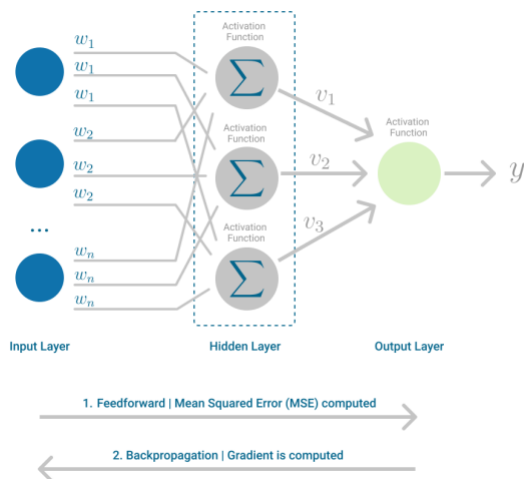 w₁
w₁
w₁
w₂
w₂
w₂
...
wₙ
wₙ
wₙ
Activation
Function
Σ
Activation
Function
Σ
Activation
Function
Σ
v₁
v₂
v₃
Activation
Function
y
Input Layer
Hidden Layer
Output Layer
1. Feedforward | Mean Squared Error (MSE) computed
2. Backpropagation | Gradient is computed